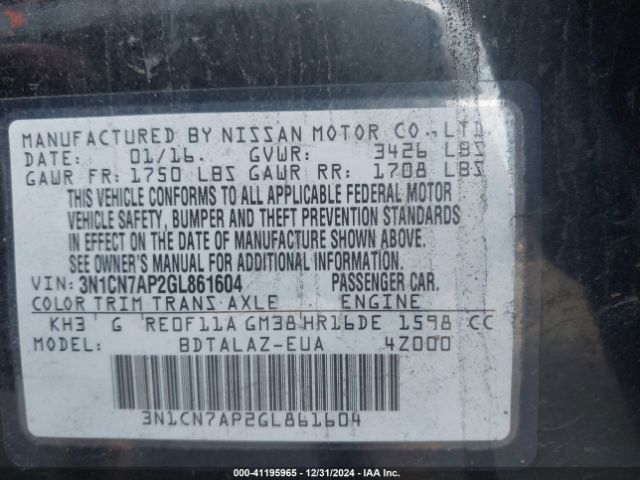 MANUFACTURED BY NISSAN MOTOR CO., LTD.
DATE: 01/16. GVWR: 3426 LBS
GAWR FR: 1750 LBS GAWR RR: 1708 LBS
THIS VEHICLE CONFORMS TO ALL APPLICABLE FEDERAL MOTOR
VEHICLE SAFETY, BUMPER AND THEFT PREVENTION STANDARDS
IN EFFECT ON THE DATE OF MANUFACTURE SHOWN ABOVE.
SEE OWNER'S MANUAL FOR ADDITIONAL INFORMATION.
VIN: 3N1CN7AP2GL861604 PASSENGER CAR.
COLOR TRIM TRANS AXLE ENGINE
KH3 G RE0F11A GM38 HR16DE 1598 CC
MODEL: BDTALAZ-EUA 4Z000
3N1CN7AP2GL861604
000-41195965 - 12/31/2024 - IAA Inc.